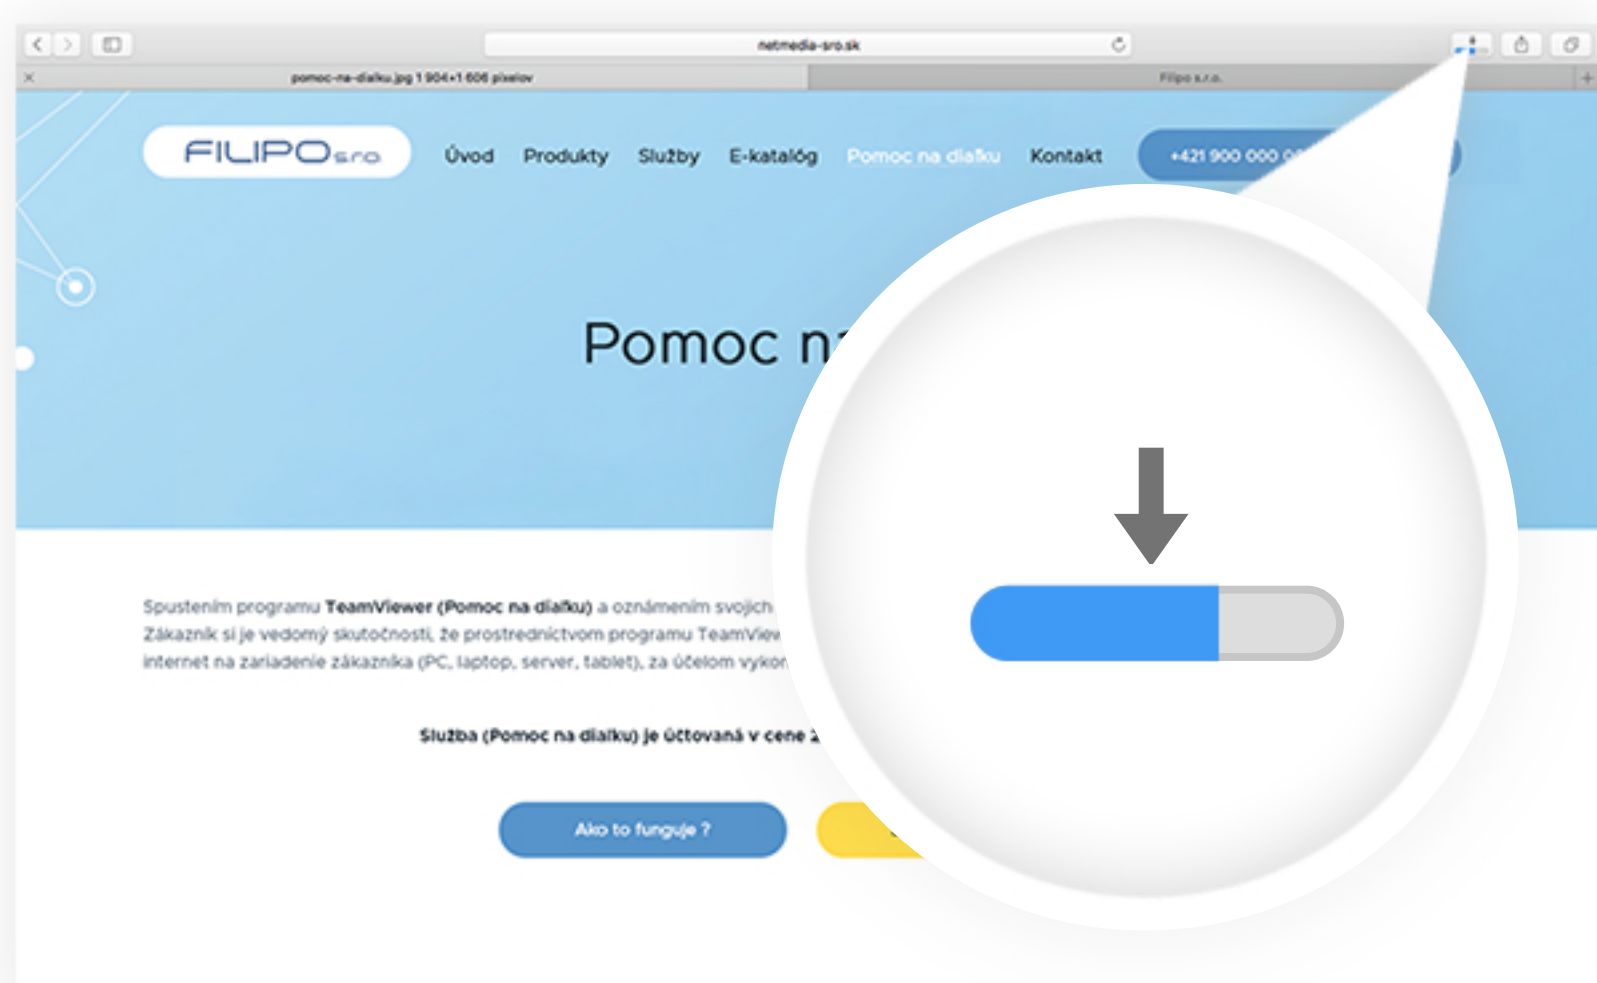 netmedia-sro.sk
pomoc-na-dialku.jpg 1 904×1 606 pixelov
Filipo s.r.o.
FILIPO s.r.o.
Úvod Produkty Služby E-katalóg Pomoc na diaľku Kontakt +421 900 000
Pomoc
Spustením programu TeamViewer (Pomoc na diaľku) a oznámením svojich
Zákazník si je vedomý skutočnosti, že prostredníctvom programu
internet na zariadenie zákazníka (PC, laptop, server, tablet), za účelom
Služba (Pomoc na diaľku) je účtovaná v cene
Ako to funguje ?